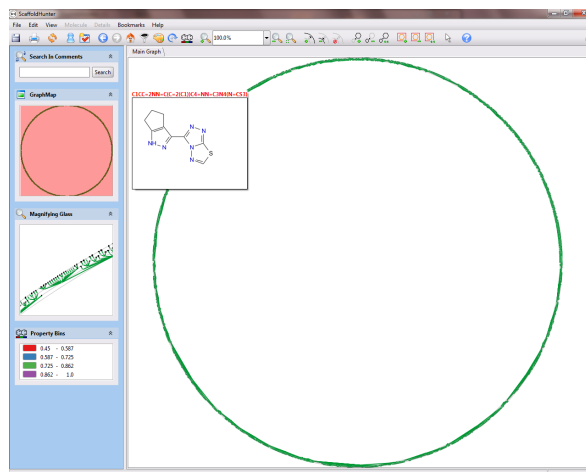 ScaffoldHunter
File Edit View Molecule Details Bookmarks Help
100.0%
Search In Comments
Search
GraphMap
Magnifying Glass
Property Bins
0.45 - 0.587
0.587 - 0.725
0.725 - 0.862
0.862 - 1.0
Main Graph
C1CC=2NN=C(C=2(C1))C4=NN=C3N4(N=CS3)
N N
N
NH N
S
N